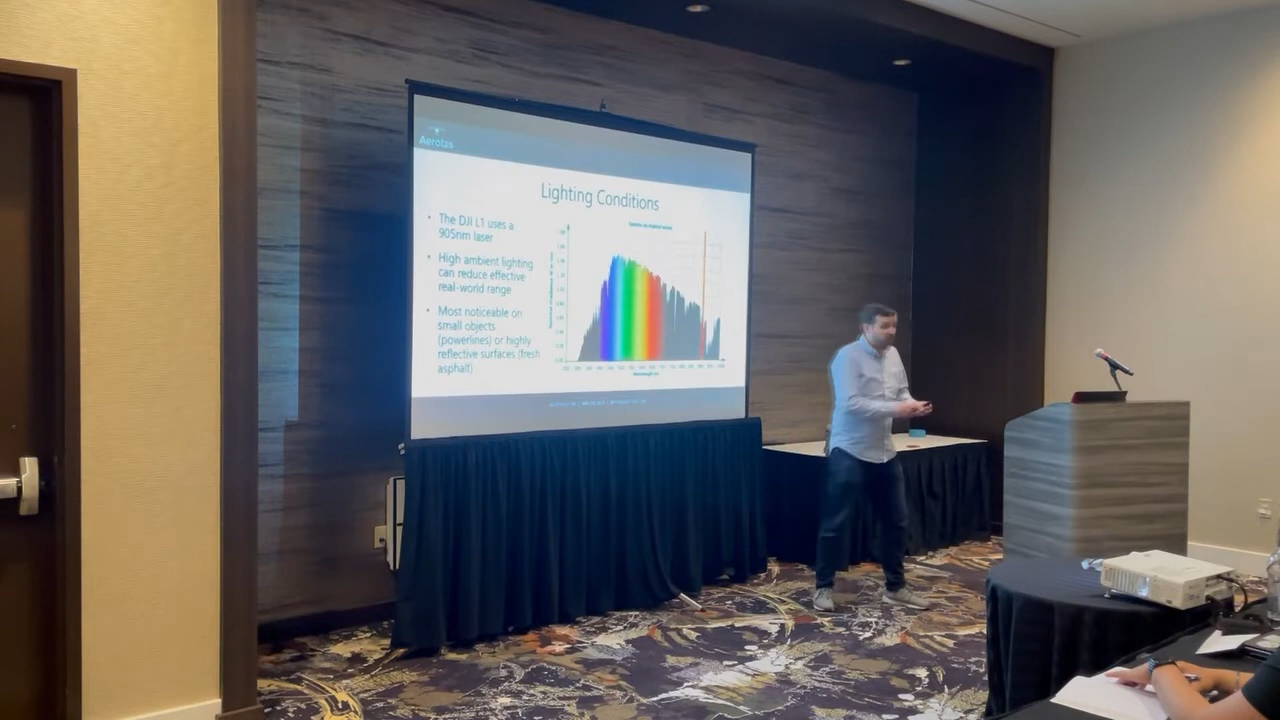 Aerotas
Lighting Conditions
• The DJI L1 uses a
905nm laser
• High ambient lighting
can reduce effective
real-world range
• Most noticeable on
small objects
(powerlines) or highly
reflective surfaces (fresh
asphalt)